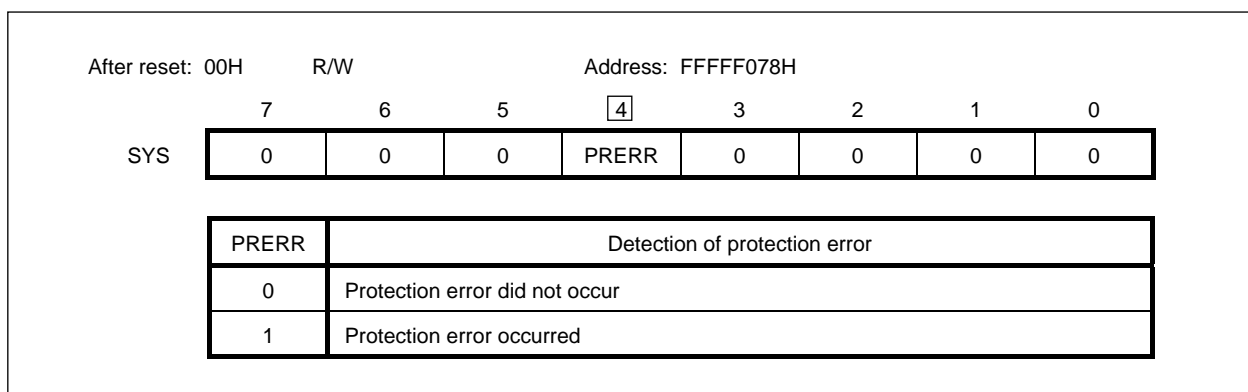 After reset: 00H R/W Address: FFFFF078H
7 6 5 4 3 2 1 0
SYS 0 0 0 PRERR 0 0 0 0
PRERR Detection of protection error
0 Protection error did not occur
1 Protection error occurred